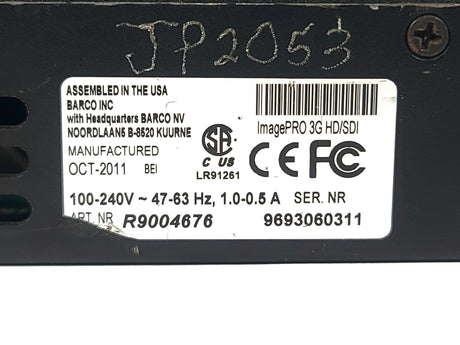 JP2053
ASSEMBLED IN THE USA
BARCO INC
with Headquarters BARCO NV
NOORDLAAN5 B-8520 KUURNE
MANUFACTURED
OCT-2011 BEI
SA
C US
LR91261
ImagePRO 3G HD/SDI
CE FC
100-240V ~ 47-63 Hz, 1.0-0.5 A SER. NR
ART. NR R9004676 9693060311